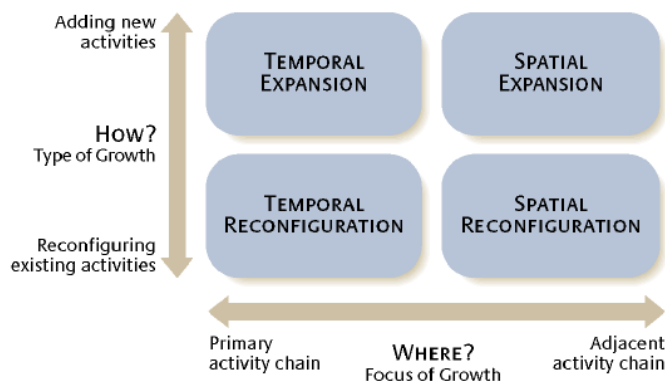 Adding new
activities
TEMPORAL
EXPANSION
SPATIAL
EXPANSION
HOW?
Type of Growth
TEMPORAL
RECONFIGURATION
SPATIAL
RECONFIGURATION
Reconfiguring
existing activities
Primary
activity chain
WHERE?
Focus of Growth
Adjacent
activity chain